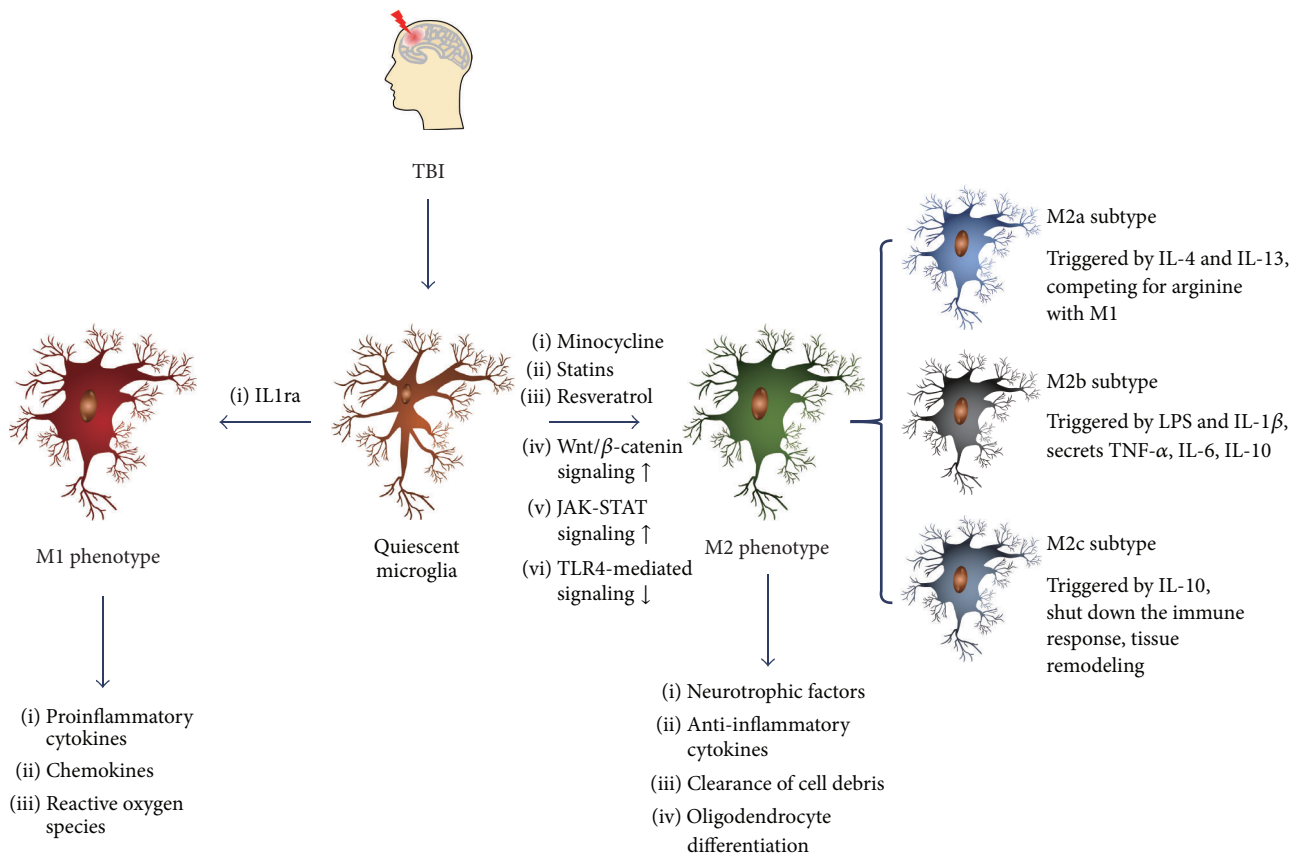 TBI
(i) IL1ra
M1 phenotype
(i) Proinflammatory
cytokines
(ii) Chemokines
(iii) Reactive oxygen
species
Quiescent
microglia
(i) Minocycline
(ii) Statins
(iii) Resveratrol
(iv) Wnt/β-catenin
signaling ↑
(v) JAK-STAT
signaling ↑
(vi) TLR4-mediated
signaling ↓
M2 phenotype
(i) Neurotrophic factors
(ii) Anti-inflammatory
cytokines
(iii) Clearance of cell debris
(iv) Oligodendrocyte
differentiation
M2a subtype
Triggered by IL-4 and IL-13,
competing for arginine
with M1
M2b subtype
Triggered by LPS and IL-1β,
secrets TNF-α, IL-6, IL-10
M2c subtype
Triggered by IL-10,
shut down the immune
response, tissue
remodeling